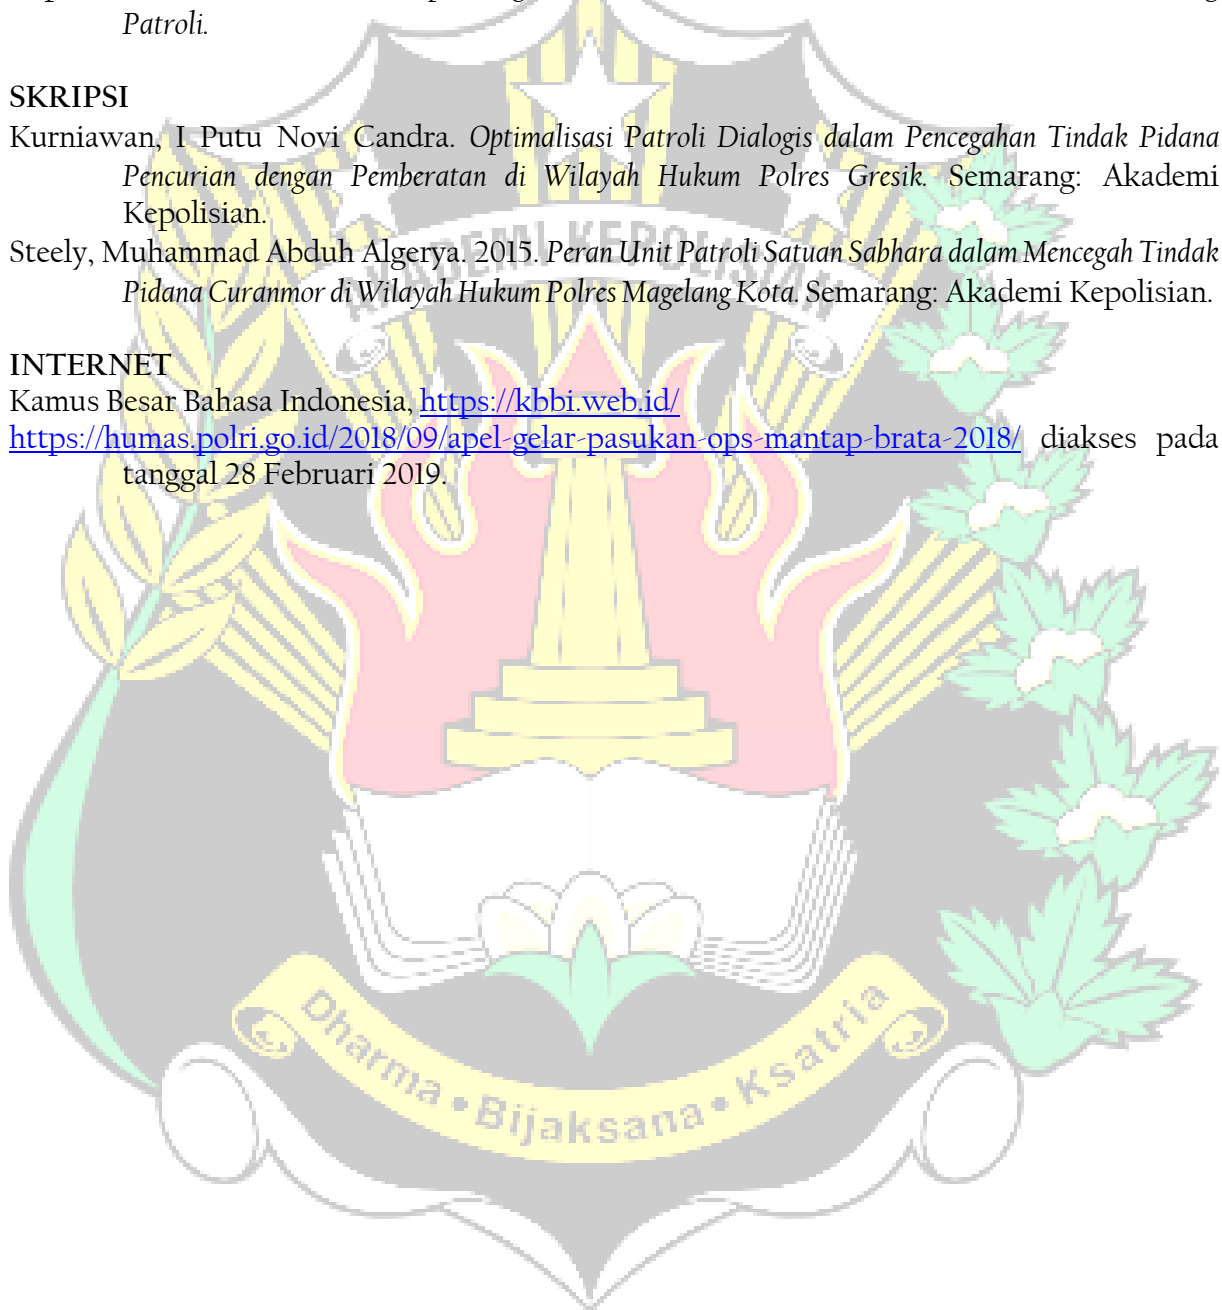 Patroli.
SKRIPSI
Kurniawan, I Putu Novi Candra. Optimalisasi Patroli Dialogis dalam Pencegahan Tindak Pidana
Pencurian dengan Pemberatan di Wilayah Hukum Polres Gresik. Semarang: Akademi
Kepolisian.
Steely, Muhammad Abduh Algerya. 2015. Peran Unit Patroli Satuan Sabhara dalam Mencegah Tindak
Pidana Curanmor di Wilayah Hukum Polres Magelang Kota. Semarang: Akademi Kepolisian.
AKADEMI KEPOLISIAN
INTERNET
Kamus Besar Bahasa Indonesia, https://kbbi.web.id/
https://humas.polri.go.id/2018/09/apel-gelar-pasukan-ops-mantap-brata-2018/ diakses pada
tanggal 28 Februari 2019.
Dharma • Bijaksana • Ksatria